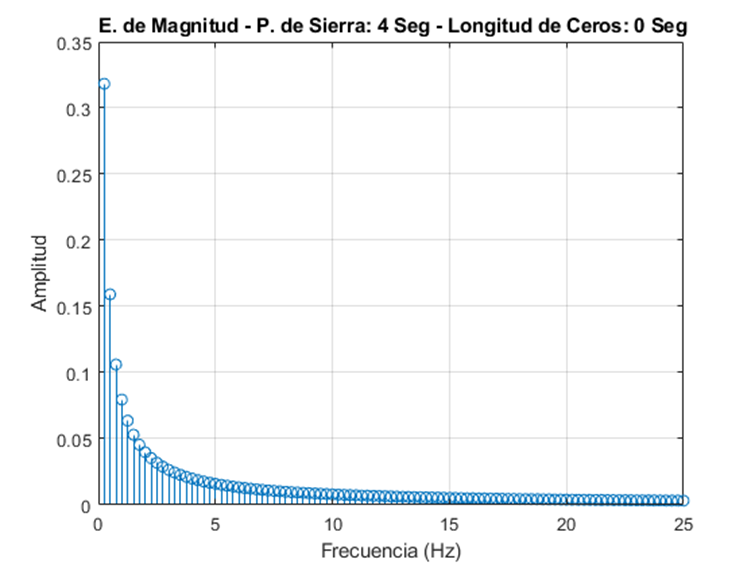 E. de Magnitud - P. de Sierra: 4 Seg - Longitud de Ceros: 0 Seg
0.35
0.3
0.25
0.2
0.15
0.1
0.05
0
Amplitud
0 5 10 15 20 25
Frecuencia (Hz)